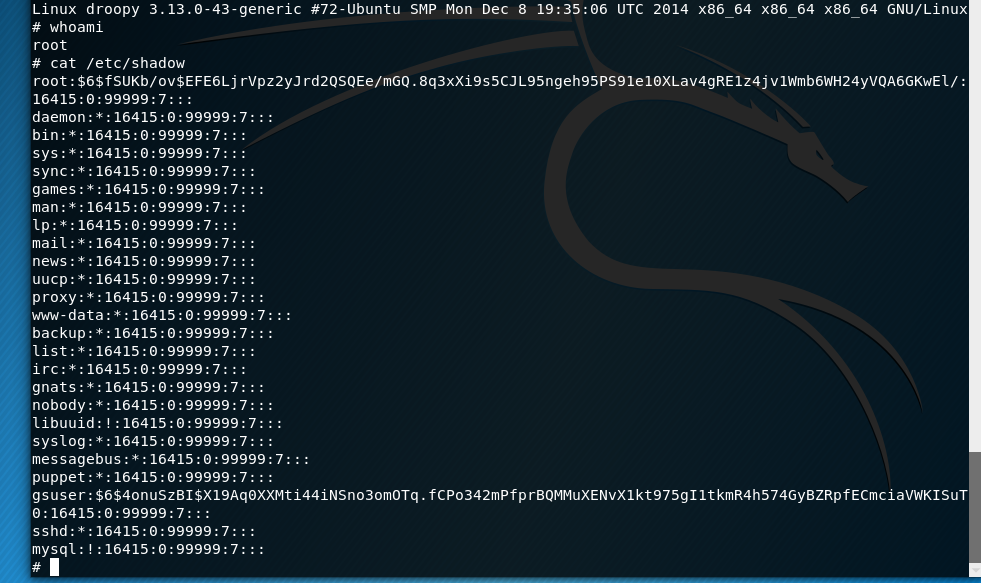 Linux droopy 3.13.0-43-generic #72-Ubuntu SMP Mon Dec 8 19:35:06 UTC 2014 x86_64 x86_64 x86_64 GNU/Linux
# whoami
root
# cat /etc/shadow
root:$6$fSUKb/ov$EFE6LjrVpz2yJrd2QSQEe/mGQ.8q3xXi9s5CJL95ngeh95PS91e10XLav4gRE1z4jv1Wmb6WH24yVQA6GKwEl/:
16415:0:99999:7:::
daemon:*:16415:0:99999:7:::
bin:*:16415:0:99999:7:::
sys:*:16415:0:99999:7:::
sync:*:16415:0:99999:7:::
games:*:16415:0:99999:7:::
man:*:16415:0:99999:7:::
lp:*:16415:0:99999:7:::
mail:*:16415:0:99999:7:::
news:*:16415:0:99999:7:::
uucp:*:16415:0:99999:7:::
proxy:*:16415:0:99999:7:::
www-data:*:16415:0:99999:7:::
backup:*:16415:0:99999:7:::
list:*:16415:0:99999:7:::
irc:*:16415:0:99999:7:::
gnats:*:16415:0:99999:7:::
nobody:*:16415:0:99999:7:::
libuuid:!:16415:0:99999:7:::
syslog:*:16415:0:99999:7:::
messagebus:*:16415:0:99999:7:::
puppet:*:16415:0:99999:7:::
gsuser:$6$4onuSzBI$X19Aq0XXMti44iNSno3omOTq.fCPo342mPfprBQMMuXENvX1kt975gI1tkmR4h574GyBZRpfECmciaVWKISuT
0:16415:0:99999:7:::
sshd:*:16415:0:99999:7:::
mysql:!:16415:0:99999:7:::
#